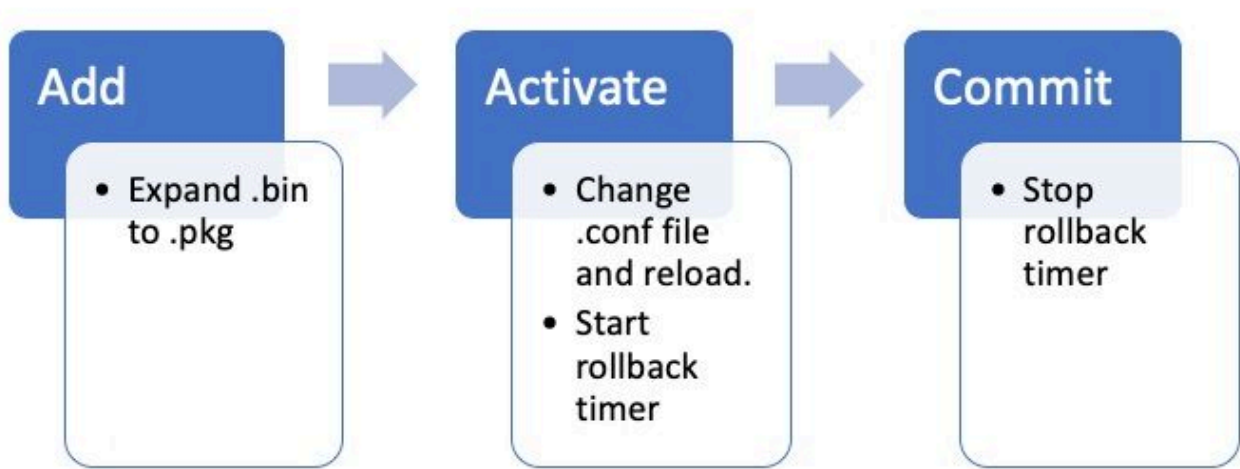 Add
• Expand .bin
to .pkg
Activate
• Change
.conf file
and reload.
• Start
rollback
timer
Commit
• Stop
rollback
timer